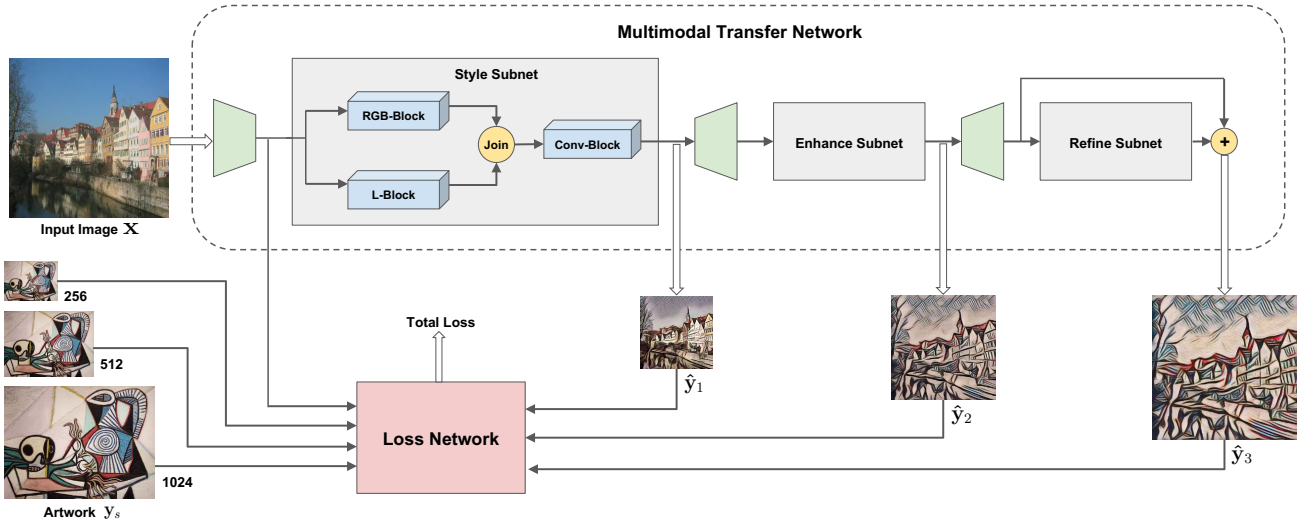 Multimodal Transfer Network
Style Subnet
RGB-Block
Join
Conv-Block
L-Block
Enhance Subnet
Refine Subnet
+
Input Image X
256
512
1024
Artwork y_s
Total Loss
Loss Network
ŷ₁
ŷ₂
ŷ₃